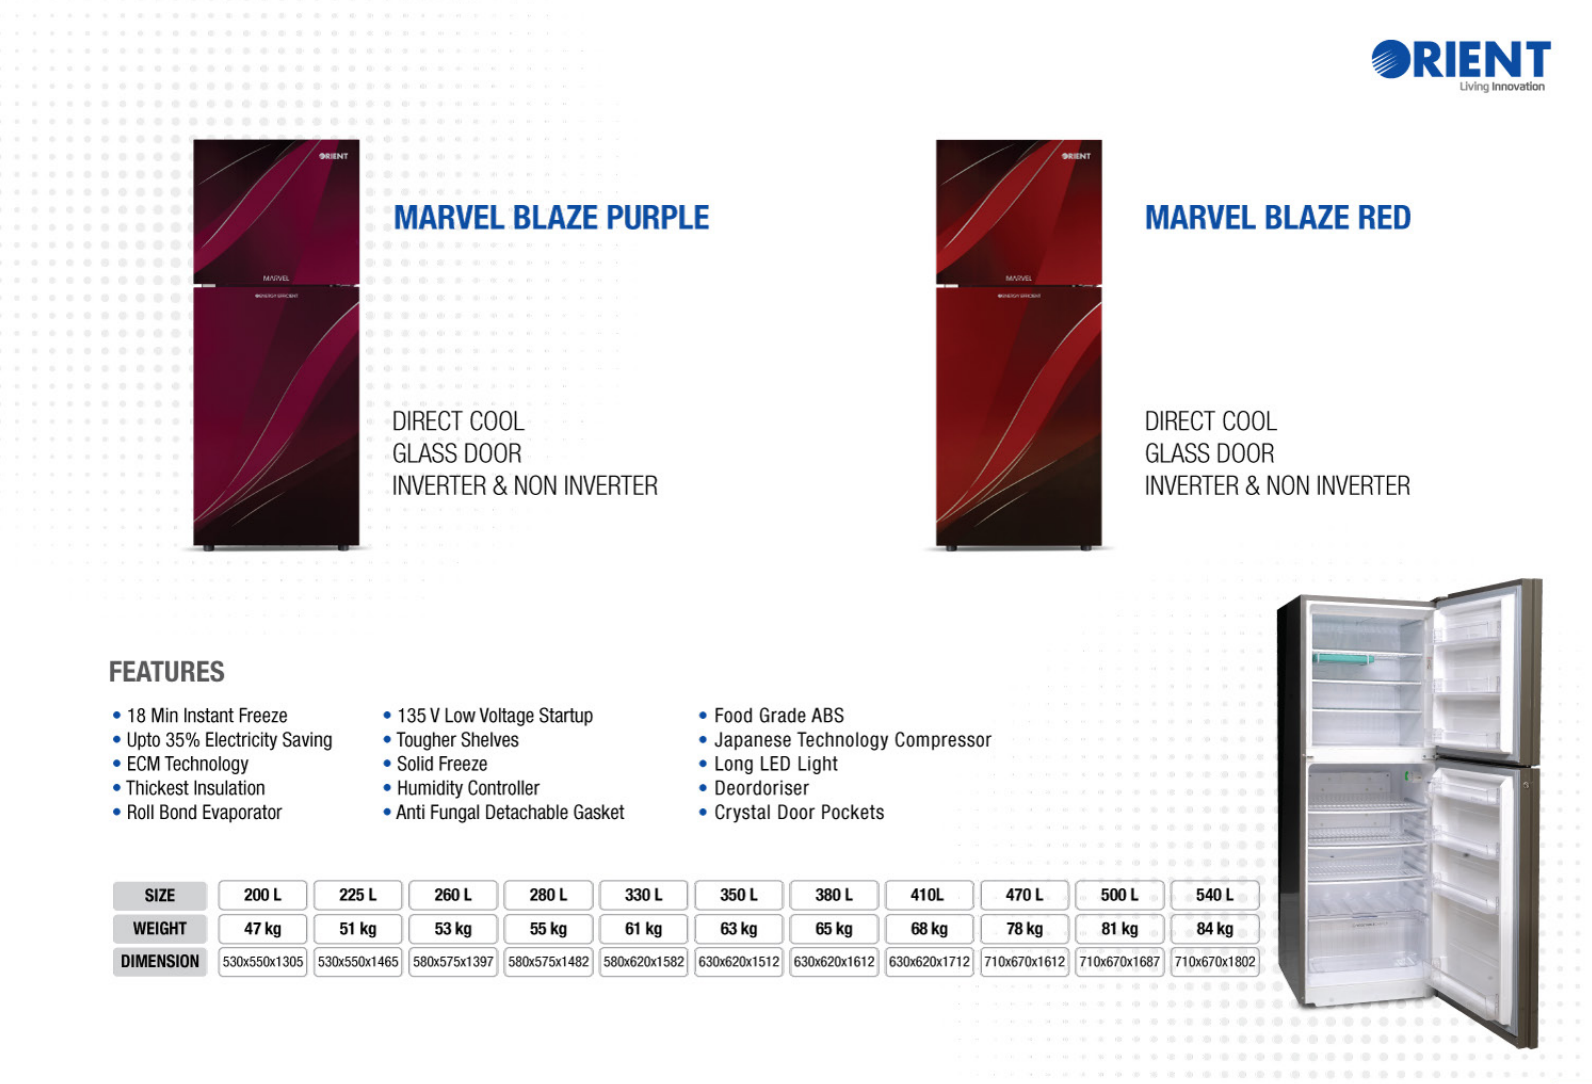 ORIENT
Living Innovation
ORIENT
MARVEL
ENERGY EFFICIENT
MARVEL BLAZE PURPLE
DIRECT COOL
GLASS DOOR
INVERTER & NON INVERTER
ORIENT
MARVEL
ENERGY EFFICIENT
MARVEL BLAZE RED
DIRECT COOL
GLASS DOOR
INVERTER & NON INVERTER
FEATURES
• 18 Min Instant Freeze
• Upto 35% Electricity Saving
• ECM Technology
• Thickest Insulation
• Roll Bond Evaporator
• 135 V Low Voltage Startup
• Tougher Shelves
• Solid Freeze
• Humidity Controller
• Anti Fungal Detachable Gasket
• Food Grade ABS
• Japanese Technology Compressor
• Long LED Light
• Deordoriser
• Crystal Door Pockets
SIZE 200 L 225 L 260 L 280 L 330 L 350 L 380 L 410L 470 L 500 L 540 L
WEIGHT 47 kg 51 kg 53 kg 55 kg 61 kg 63 kg 65 kg 68 kg 78 kg 81 kg 84 kg
DIMENSION 530x550x1305 530x550x1465 580x575x1397 580x575x1482 580x620x1582 630x620x1512 630x620x1612 630x620x1712 710x670x1612 710x670x1687 710x670x1802